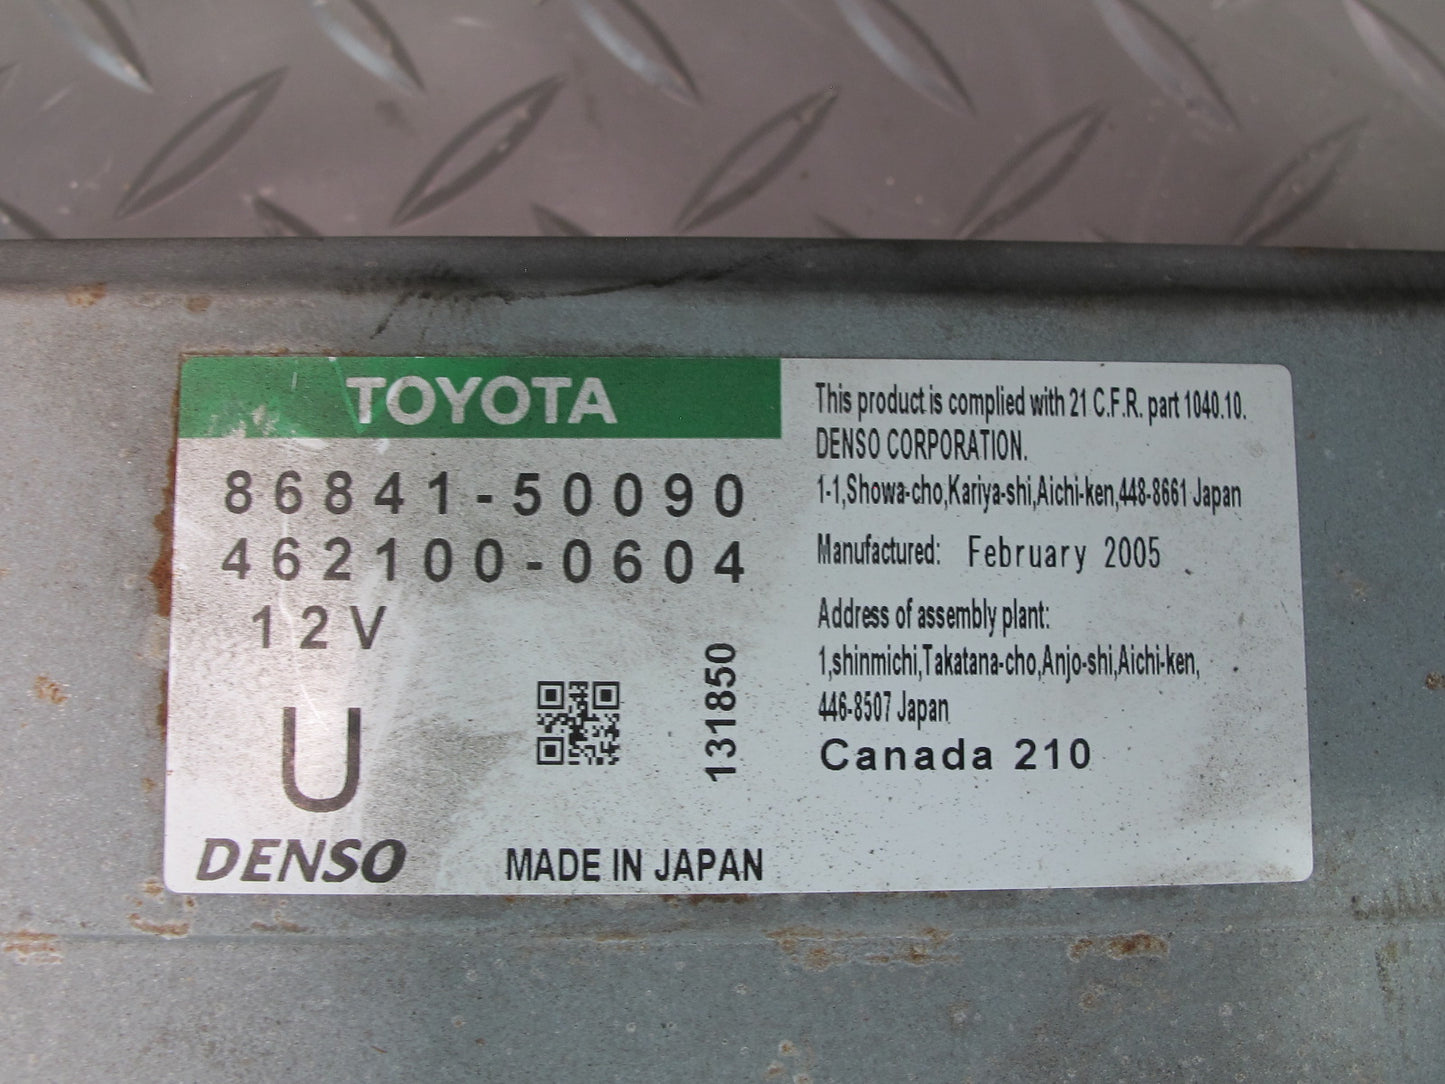 TOYOTA
86841-50090
462100-0604
12V
131850
U
DENSO
MADE IN JAPAN
This product is complied with 21 C.F.R. part 1040.10.
DENSO CORPORATION.
1-1,Showa-cho,Kariya-shi,Aichi-ken,448-8661 Japan
Manufactured: February 2005
Address of assembly plant:
1,shinmichi,Takatana-cho,Anjo-shi,Aichi-ken,
446-8507 Japan
Canada 210